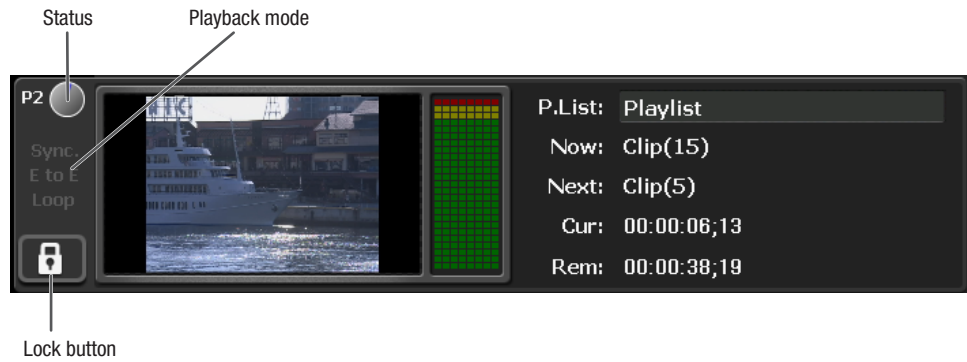 Status
Playback mode
P2
Sync.
E to E
Loop
P.List: Playlist
Now: Clip(15)
Next: Clip(5)
Cur: 00:00:06;13
Rem: 00:00:38;19
Lock button